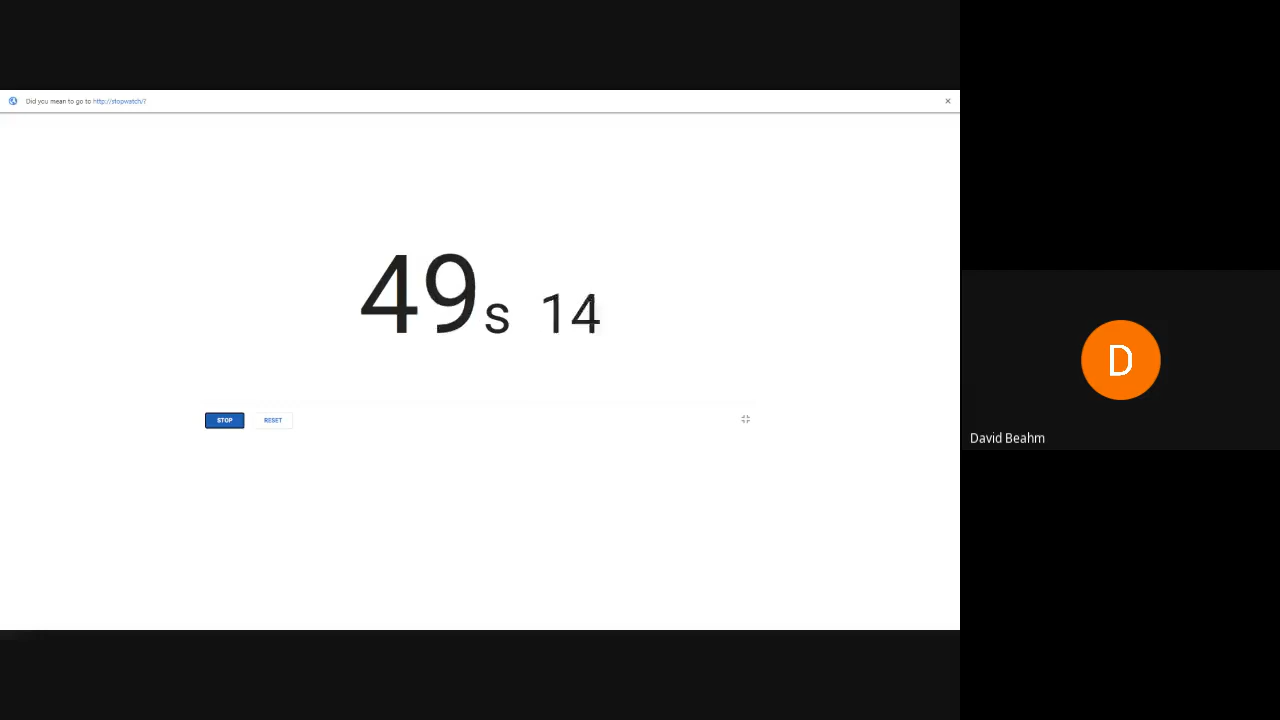 Did you mean to go to http://stopwatch/?
49s 14
STOP RESET
D
David Beahm